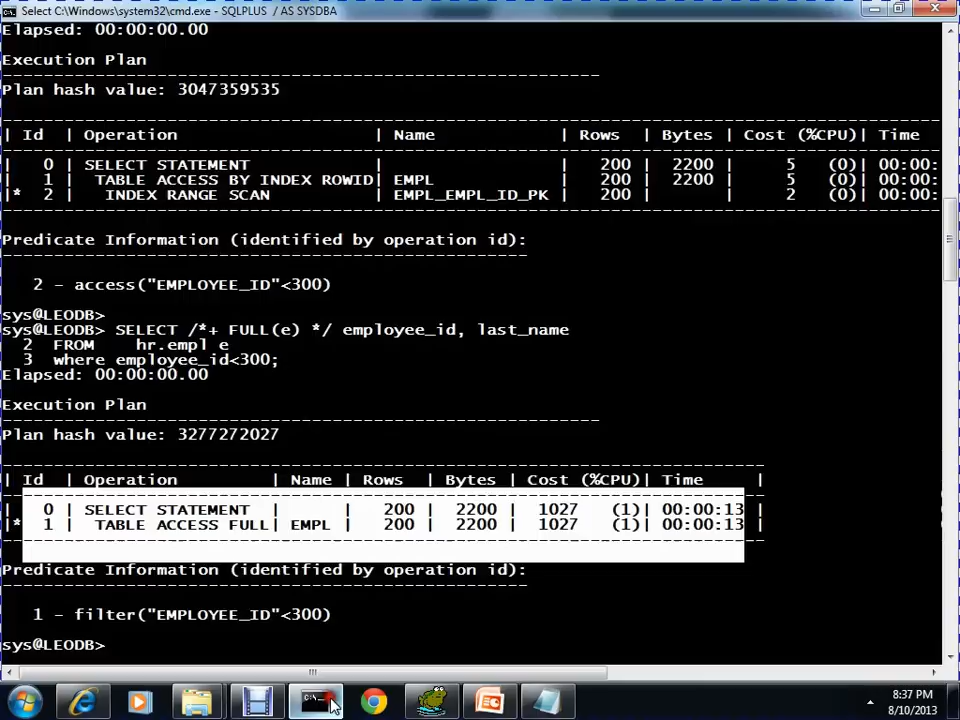 Select C:\Windows\system32\cmd.exe - SQLPLUS / AS SYSDBA
Elapsed: 00:00:00.00
Execution Plan
----------------------------------------------------------
Plan hash value: 3047359535
| Id | Operation | Name | Rows | Bytes | Cost (%CPU)| Time
| 0 | SELECT STATEMENT | | 200 | 2200 | 5 (0)| 00:00:
| 1 | TABLE ACCESS BY INDEX ROWID| EMPL | 200 | 2200 | 5 (0)| 00:00:
|* 2 | INDEX RANGE SCAN | EMPL_EMPL_ID_PK | 200 | | 2 (0)| 00:00:
Predicate Information (identified by operation id):
---------------------------------------------------
2 - access("EMPLOYEE_ID"<300)
sys@LEODB>
sys@LEODB> SELECT /*+ FULL(e) */ employee_id, last_name
2 FROM hr.empl e
3 where employee_id<300;
Elapsed: 00:00:00.00
Execution Plan
----------------------------------------------------------
Plan hash value: 3277272027
| Id | Operation | Name | Rows | Bytes | Cost (%CPU)| Time |
| 0 | SELECT STATEMENT | | 200 | 2200 | 1027 (1)| 00:00:13 |
|* 1 | TABLE ACCESS FULL| EMPL | 200 | 2200 | 1027 (1)| 00:00:13 |
Predicate Information (identified by operation id):
---------------------------------------------------
1 - filter("EMPLOYEE_ID"<300)
sys@LEODB>
8:37 PM
8/10/2013